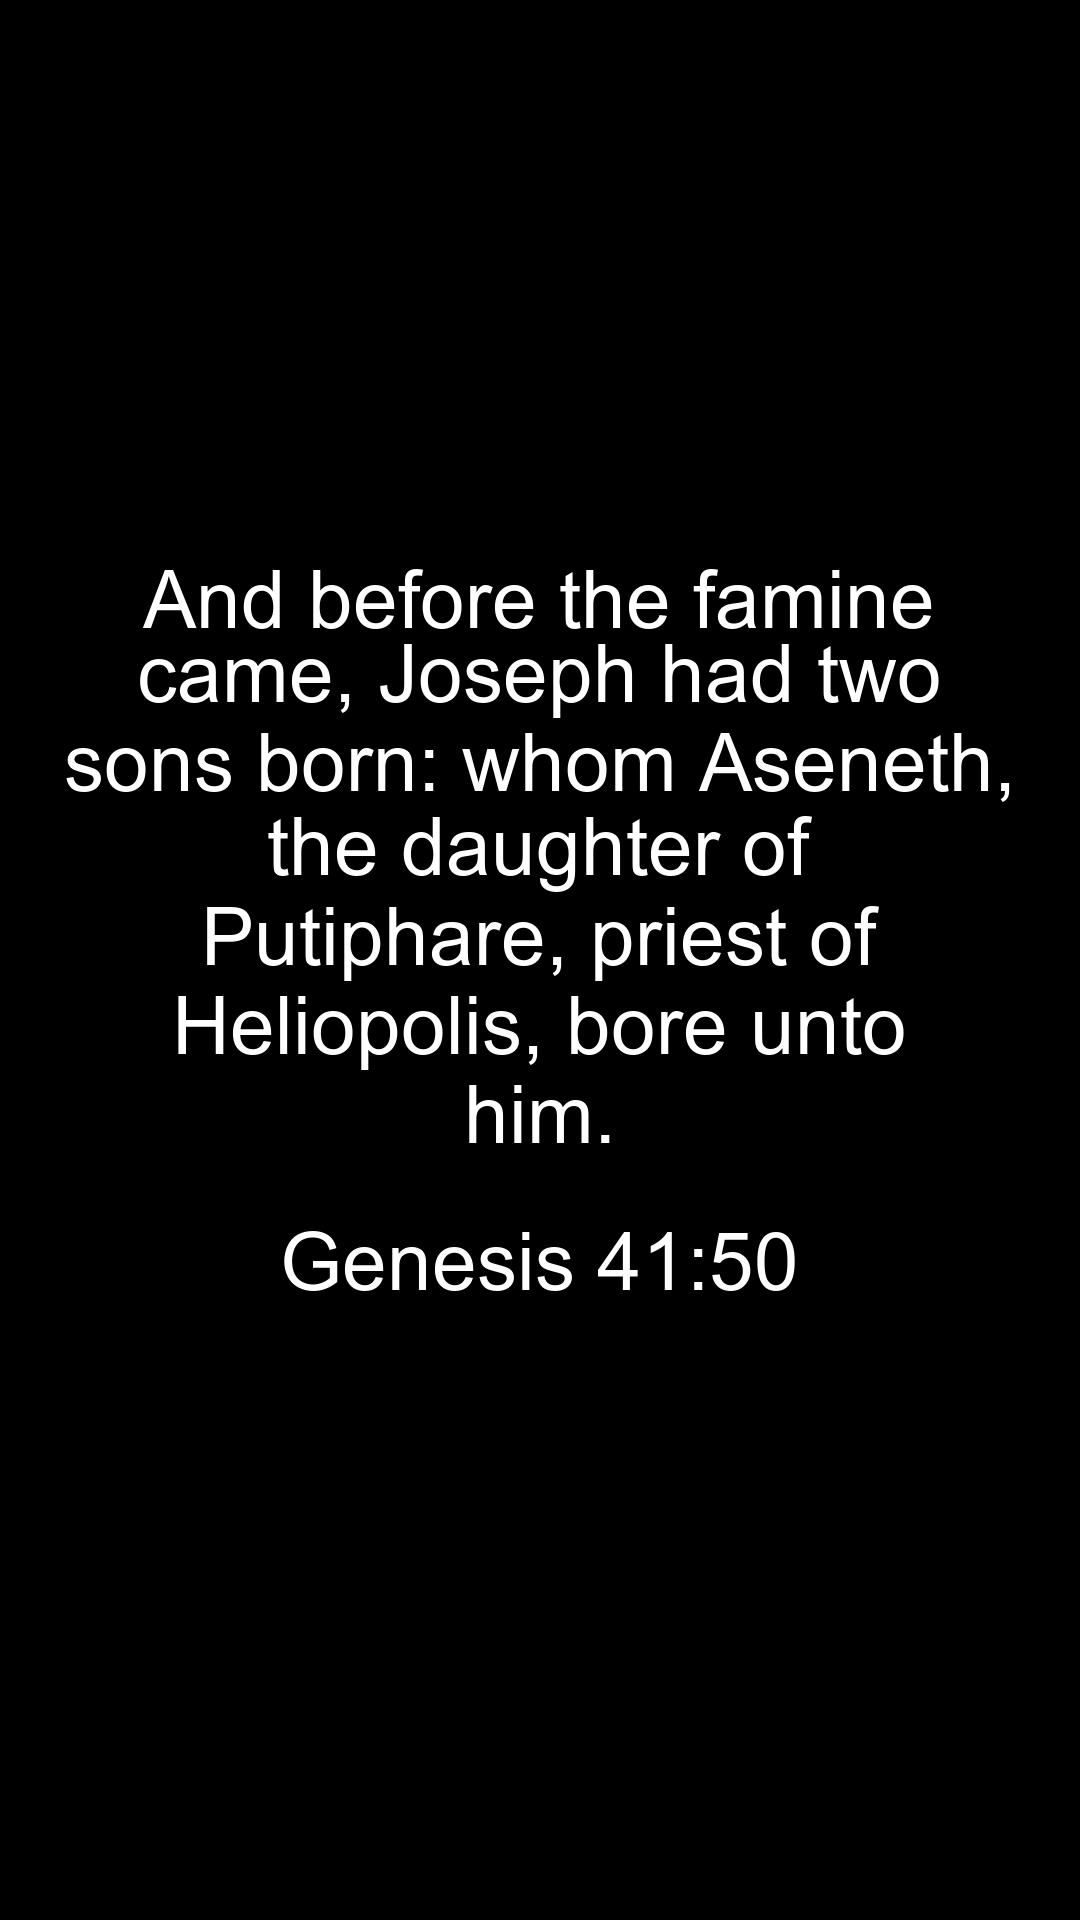 And before the famine
came, Joseph had two
sons born: whom Aseneth,
the daughter of
Putiphare, priest of
Heliopolis, bore unto
him.
Genesis 41:50